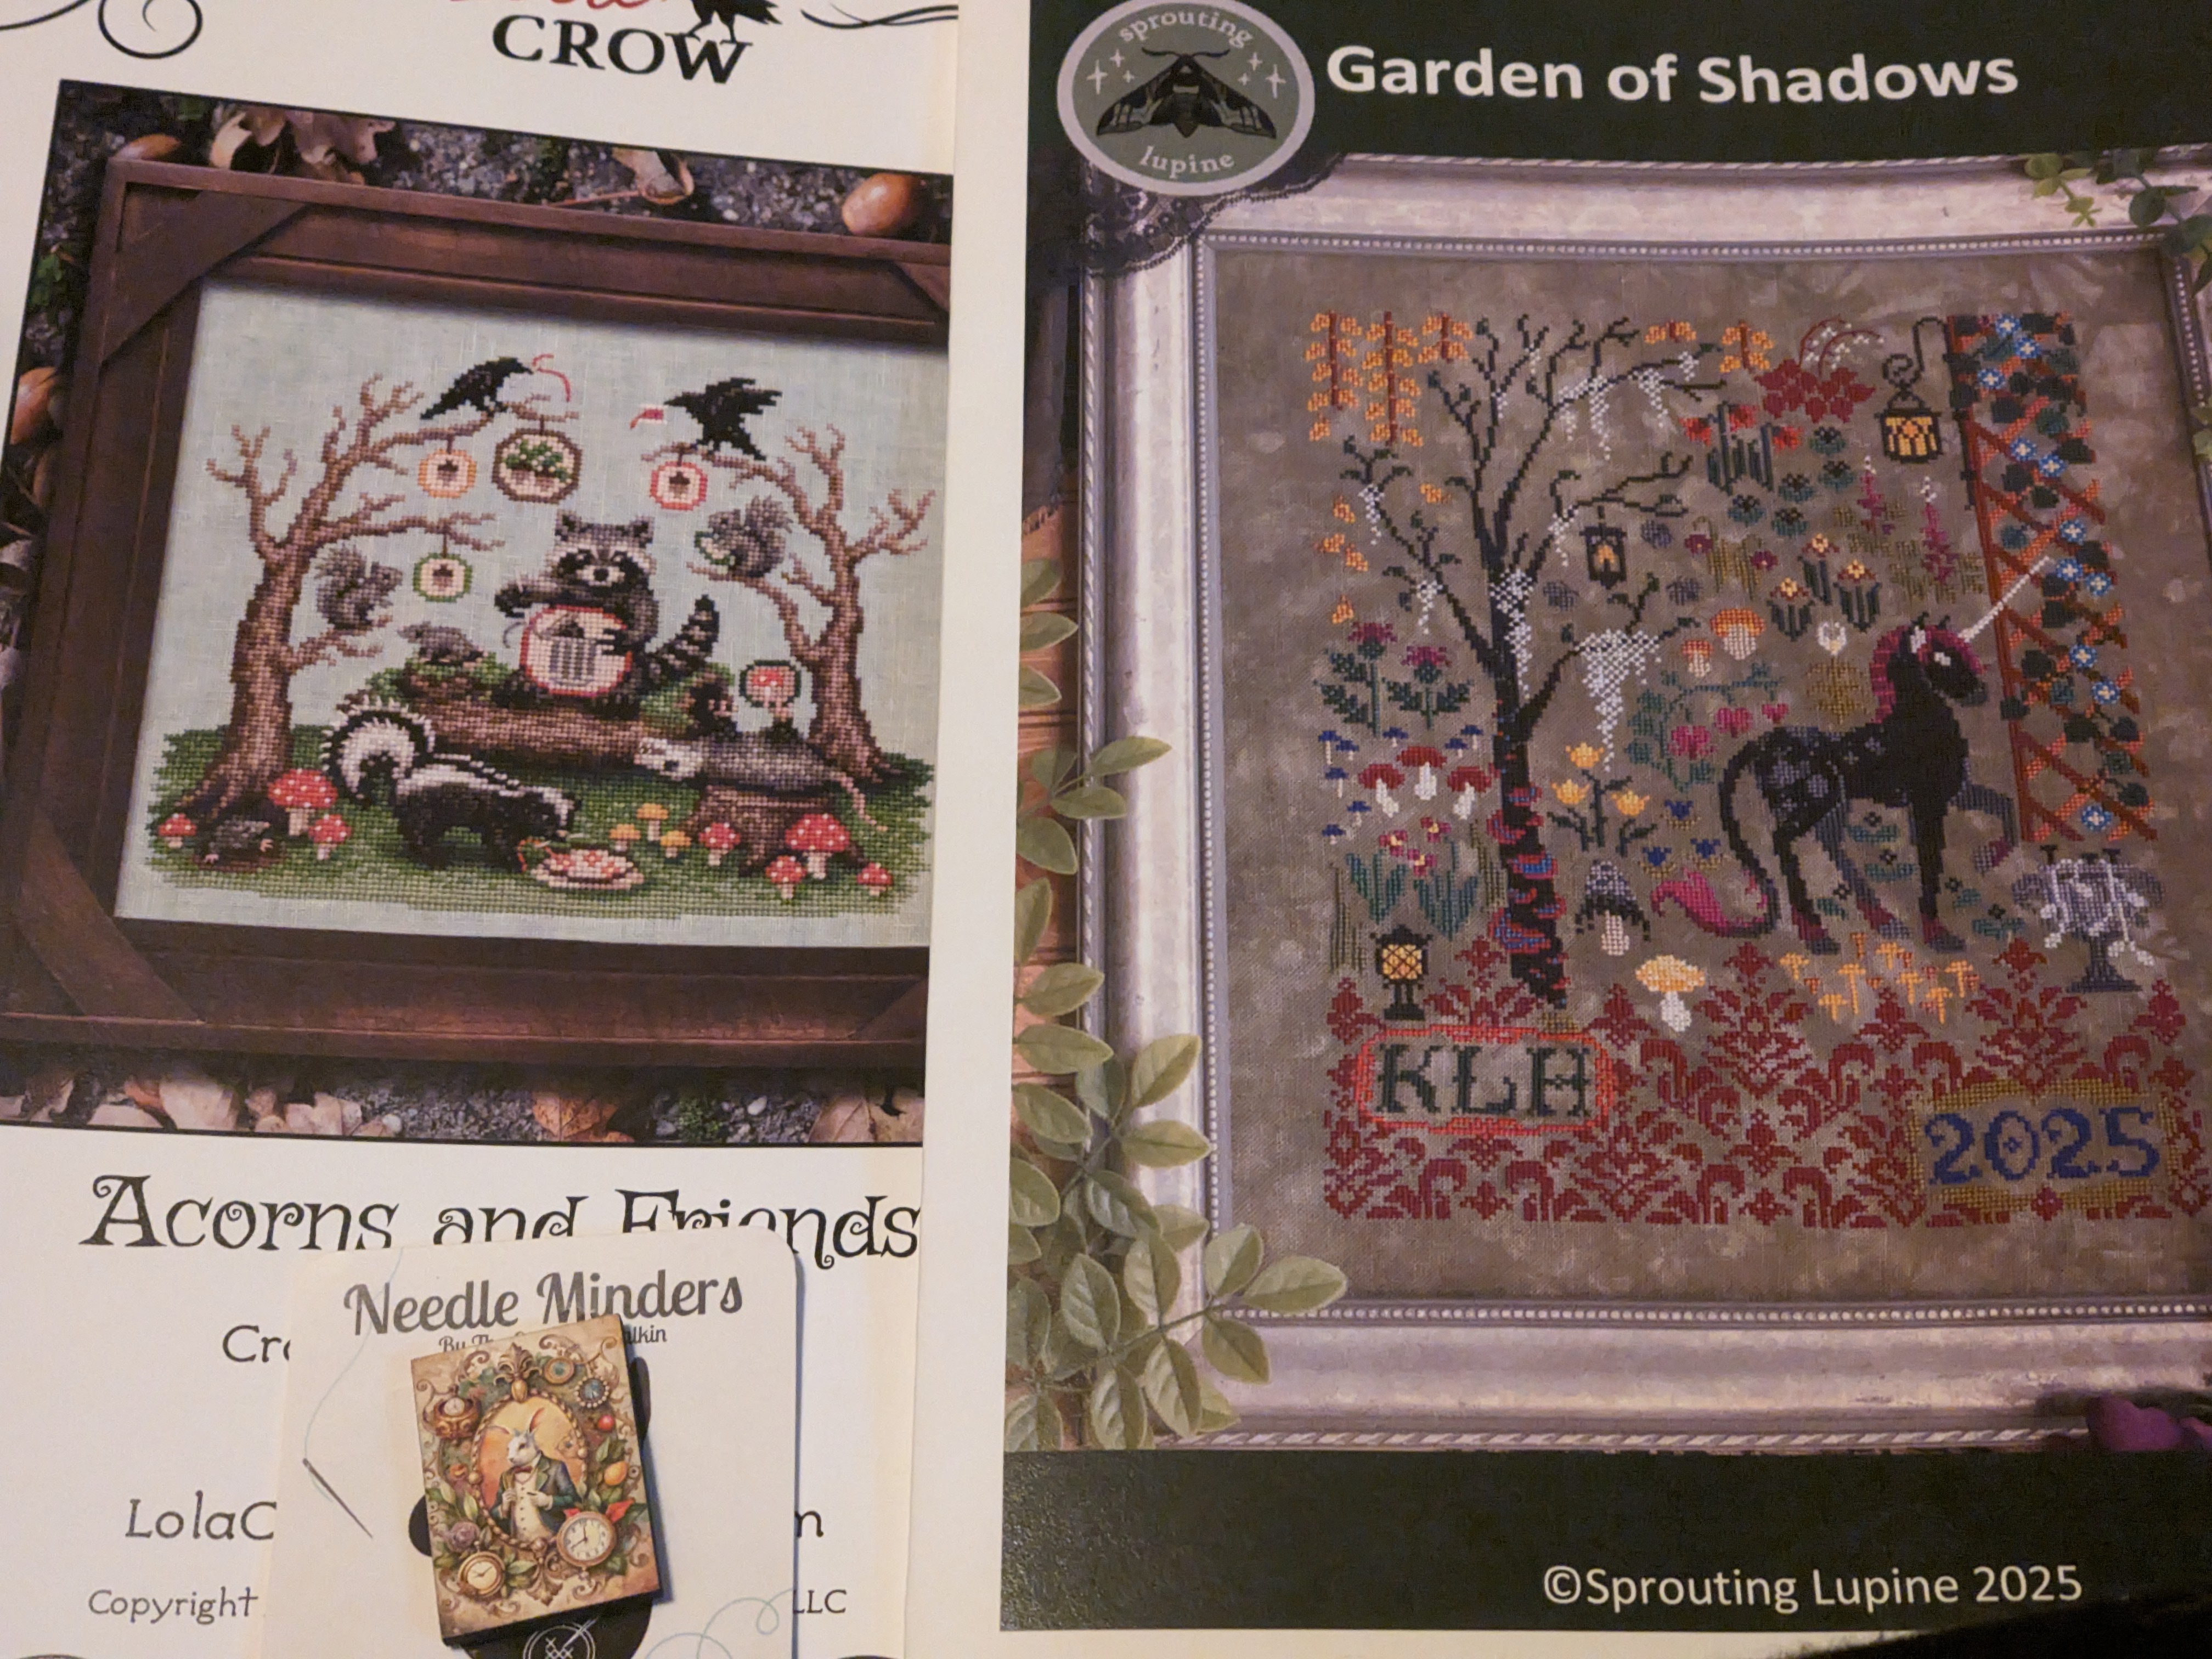 CROW
Acorns and Friends
LolaC
Copyright
LLC
Needle Minders
By
sprouting
lupine
Garden of Shadows
KLH
2025
©Sprouting Lupine 2025